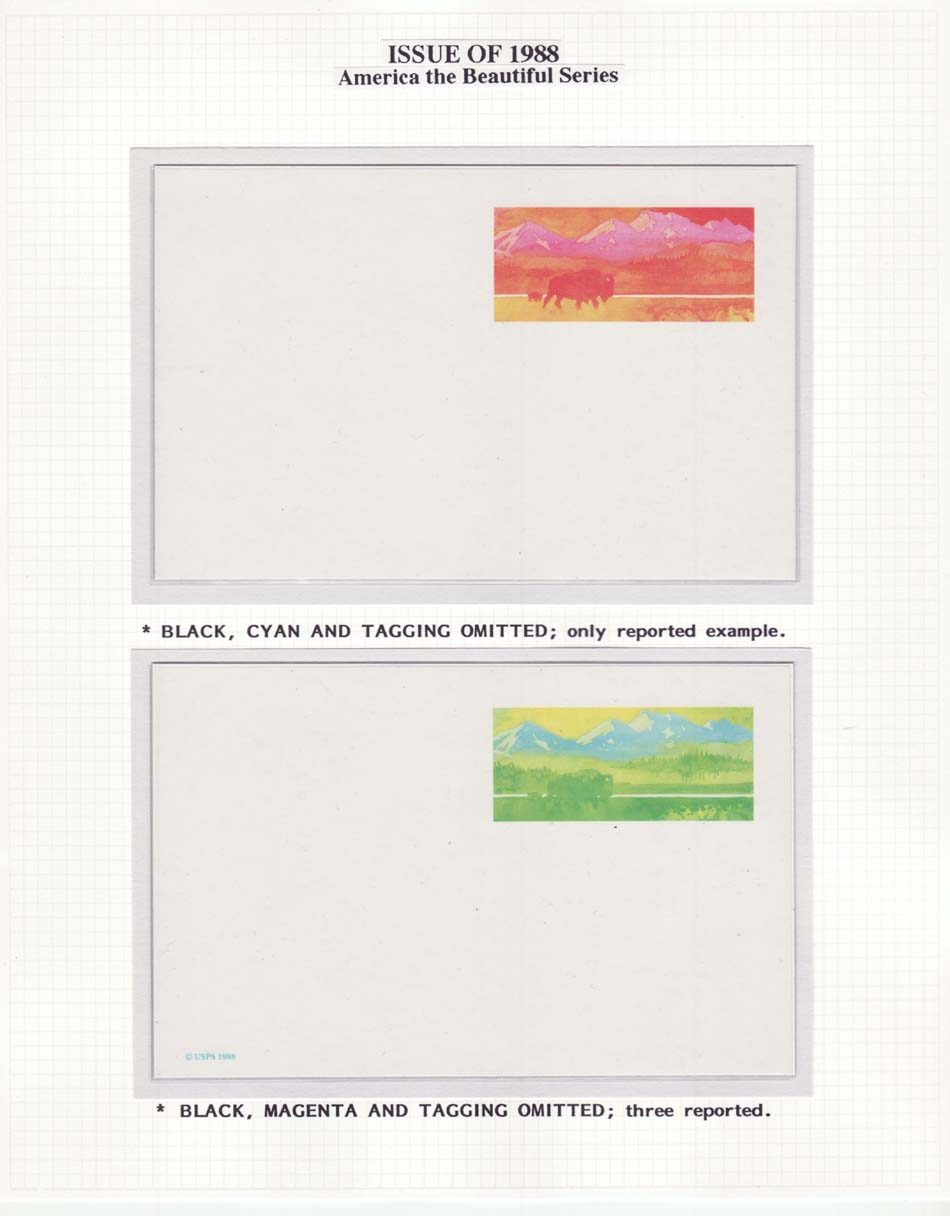 ISSUE OF 1988
America the Beautiful Series
* BLACK, CYAN AND TAGGING OMITTED; only reported example.
© USPS 1988
* BLACK, MAGENTA AND TAGGING OMITTED; three reported.